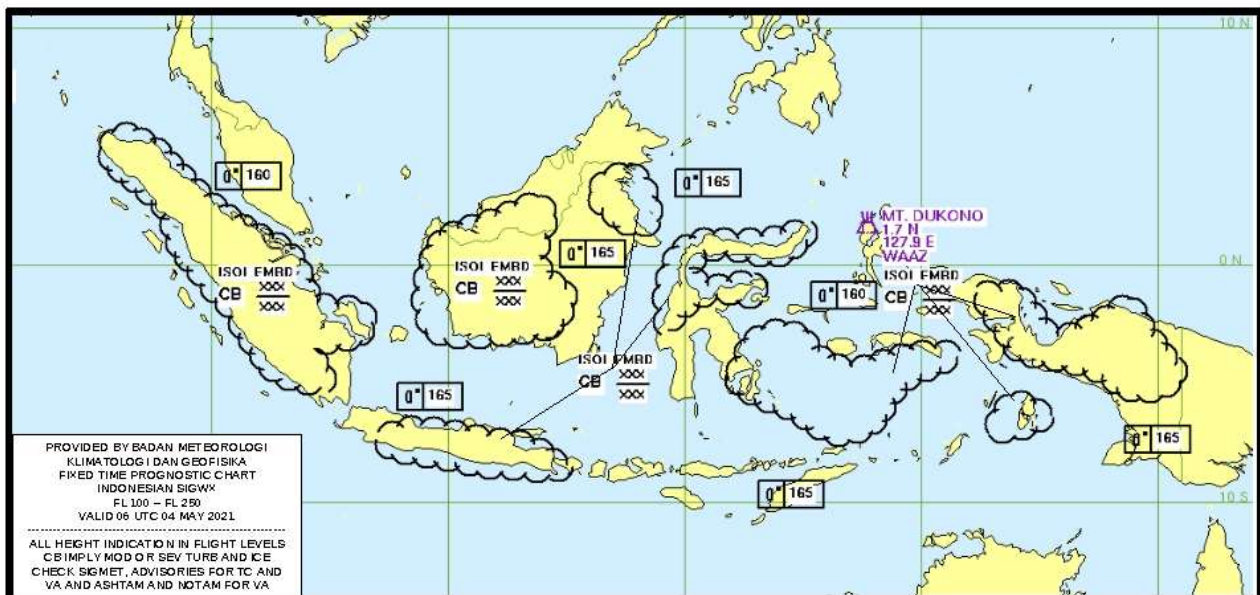 10 N
0° 160
0° 165
MT. DUKONO
1.7 N
127.9 E
WAAZ
0° 165
0 N
ISOL EMBD
CB XXX
XXX
ISOL EMBD
CB XXX
XXX
ISOL EMBD
CB XXX
XXX
0° 160
ISOL EMBD
CB XXX
XXX
0° 165
0° 165
0° 165
10 S
PROVIDED BY BADAN METEOROLOGI
KLIMATOLOGI DAN GEOFISIKA
FIXED TIME PROGNOSTIC CHART
INDONESIAN SIGWX
FL 100 – FL 250
VALID 06 UTC 04 MAY 2021
ALL HEIGHT INDICATION IN FLIGHT LEVELS
CB IMPLY MOD OR SEV TURB AND ICE
CHECK SIGMET, ADVISORIES FOR TC AND
VA AND ASHTAM AND NOTAM FOR VA